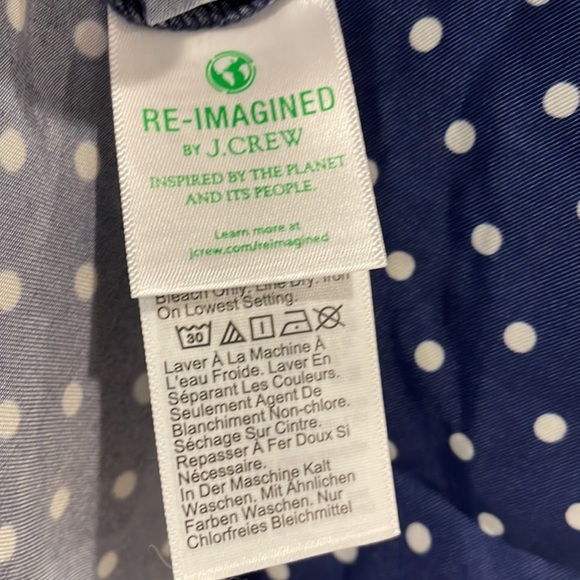 RE-IMAGINED
BY J.CREW
INSPIRED BY THE PLANET
AND ITS PEOPLE.
Learn more at
jcrew.com/reimagined
Bleach Only. Line Dry. Iron
On Lowest Setting.
30
Laver À La Machine À
L'eau Froide. Laver En
Séparant Les Couleurs.
Seulement Agent De
Blanchiment Non-chlore.
Séchage Sur Cintre.
Repasser À Fer Doux Si
Nécessaire.
In Der Maschine Kalt
Waschen. Mit Ähnlichen
Farben Waschen. Nur
Chlorfreies Bleichmittel